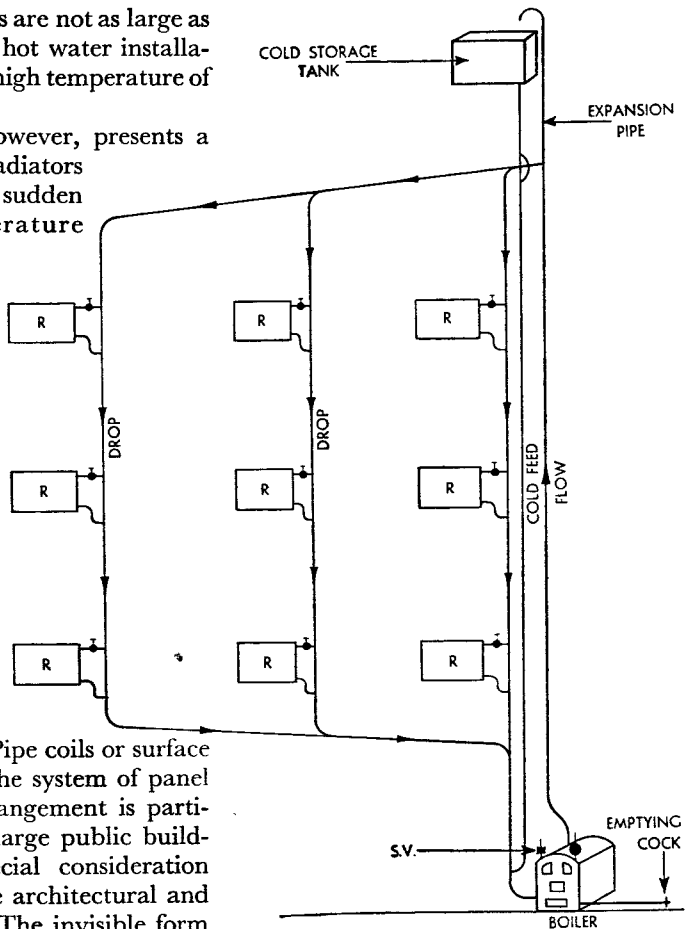 s are not as large as
hot water installa-
nigh temperature of
owever, presents a
adiators
sudden
erature
COLD STORAGE
TANK
EXPANSION
PIPE
R
R
R
DROP
DROP
R
R
R
COLD FEED
FLOW
R
R
R
Pipe coils or surface
he system of panel
angement is parti-
arge public build-
cial consideration
e architectural and
The invisible form
S.V.
EMPTYING
COCK
BOILER